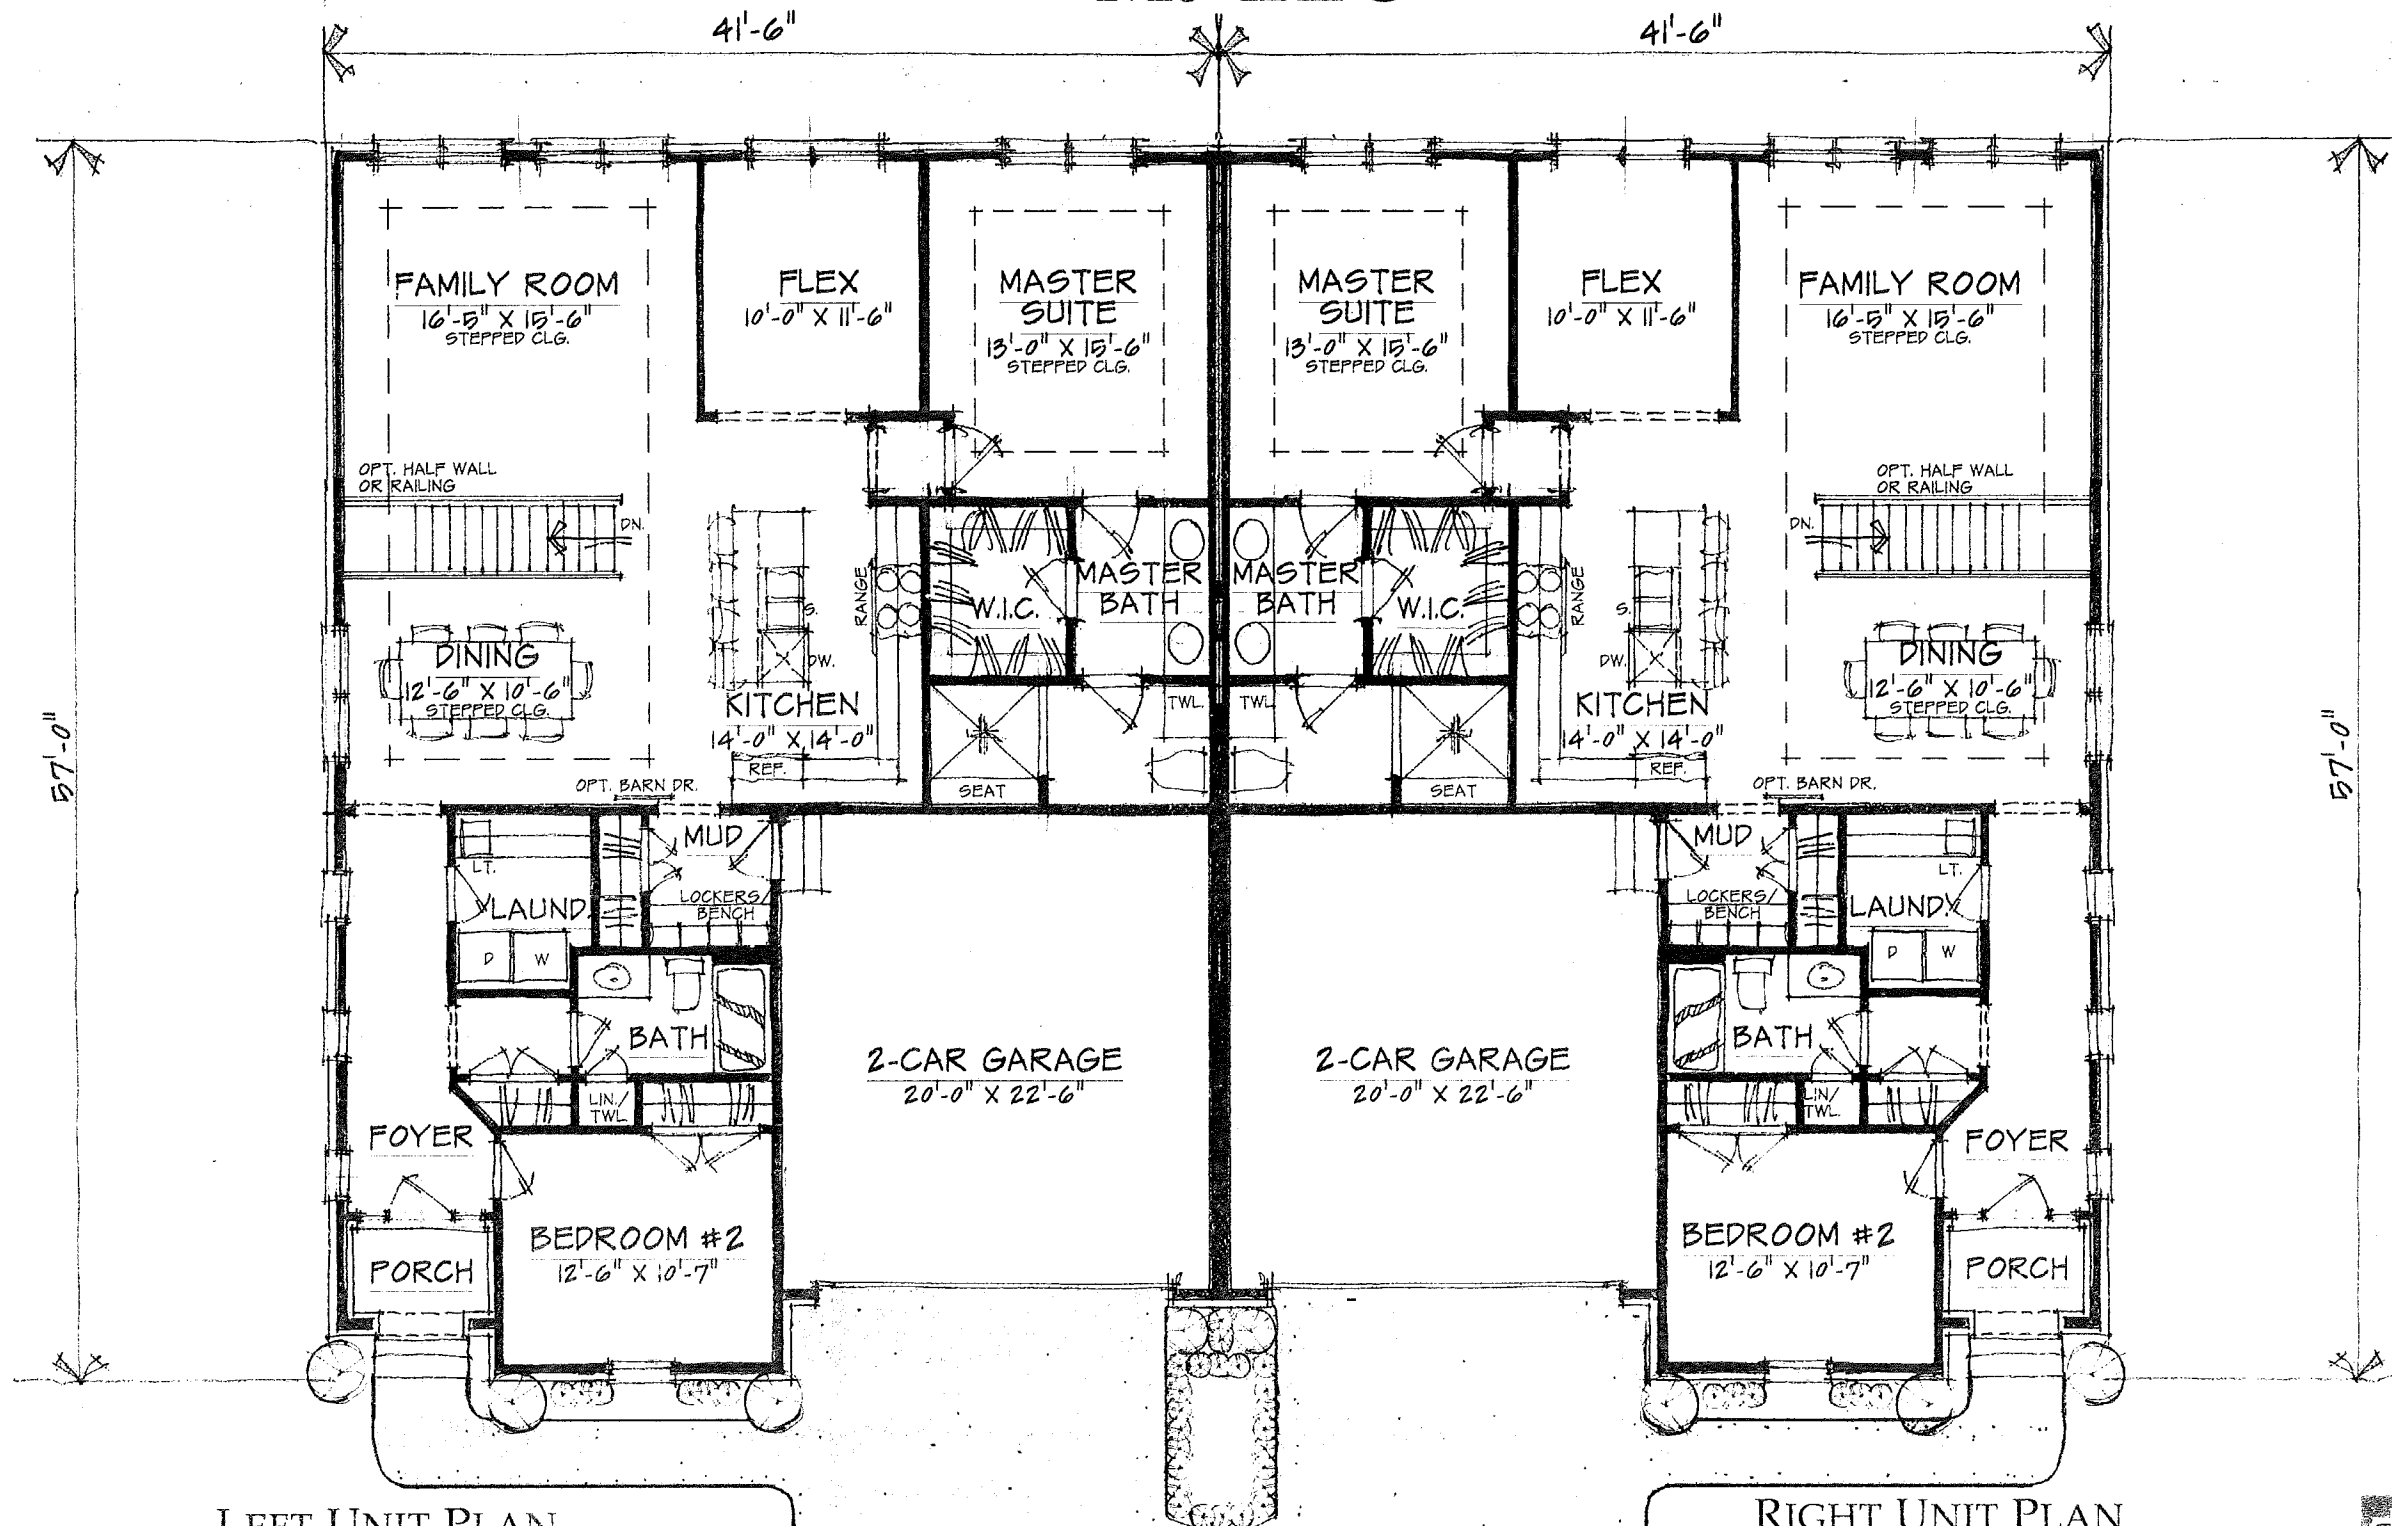 41'-6"
41'-6"
FAMILY ROOM
16'-5" X 15'-6"
STEPPED CLG.
FLEX
10'-0" X 11'-6"
MASTER
SUITE
13'-0" X 15'-6"
STEPPED CLG.
MASTER
SUITE
13'-0" X 15'-6"
STEPPED CLG.
FLEX
10'-0" X 11'-6"
FAMILY ROOM
16'-5" X 15'-6"
STEPPED CLG.
OPT. HALF WALL
OR RAILING
DN.
OPT. HALF WALL
OR RAILING
DN.
RANGE
S.
DW.
W.I.C.
MASTER
BATH
MASTER
BATH
W.I.C.
RANGE
S.
DW.
DINING
12'-6" X 10'-6"
STEPPED CLG.
KITCHEN
14'-0" X 14'-0"
REF.
TWL.
TWL.
KITCHEN
14'-0" X 14'-0"
REF.
DINING
12'-6" X 10'-6"
STEPPED CLG.
57'-0"
57'-0"
OPT. BARN DR.
SEAT
SEAT
OPT. BARN DR.
LT.
LAUND.
MUD
LOCKERS/
BENCH
MUD
LOCKERS/
BENCH
LT.
LAUND.
D
W
D
W
BATH
BATH
2-CAR GARAGE
20'-0" X 22'-6"
2-CAR GARAGE
20'-0" X 22'-6"
LIN./
TWL.
LIN/
TWL.
FOYER
FOYER
BEDROOM #2
12'-6" X 10'-7"
BEDROOM #2
12'-6" X 10'-7"
PORCH
PORCH
LEFT UNIT PLAN
RIGHT UNIT PLAN